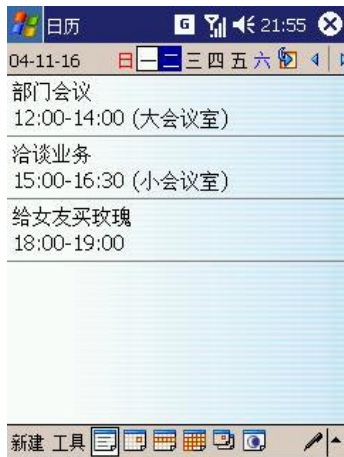 日历 G 21:55
04-11-16 日 一 二 三 四 五 六
部门会议
12:00-14:00 (大会议室)
洽谈业务
15:00-16:30 (小会议室)
给女友买玫瑰
18:00-19:00
新建 工具